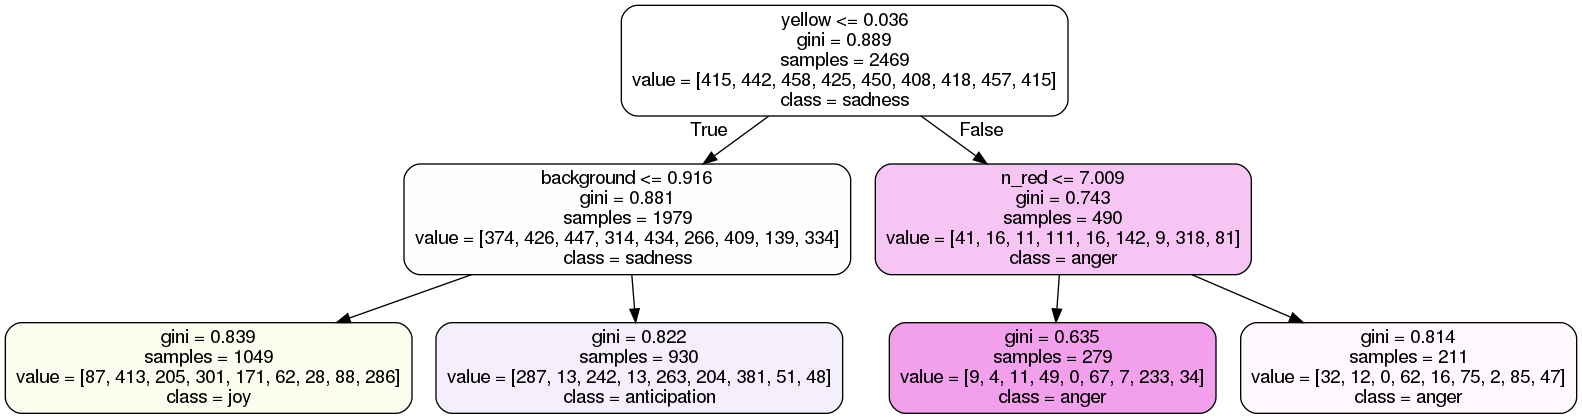 yellow <= 0.036
gini = 0.889
samples = 2469
value = [415, 442, 458, 425, 450, 408, 418, 457, 415]
class = sadness
True
False
background <= 0.916
gini = 0.881
samples = 1979
value = [374, 426, 447, 314, 434, 266, 409, 139, 334]
class = sadness
n_red <= 7.009
gini = 0.743
samples = 490
value = [41, 16, 11, 111, 16, 142, 9, 318, 81]
class = anger
gini = 0.839
samples = 1049
value = [87, 413, 205, 301, 171, 62, 28, 88, 286]
class = joy
gini = 0.822
samples = 930
value = [287, 13, 242, 13, 263, 204, 381, 51, 48]
class = anticipation
gini = 0.635
samples = 279
value = [9, 4, 11, 49, 0, 67, 7, 233, 34]
class = anger
gini = 0.814
samples = 211
value = [32, 12, 0, 62, 16, 75, 2, 85, 47]
class = anger